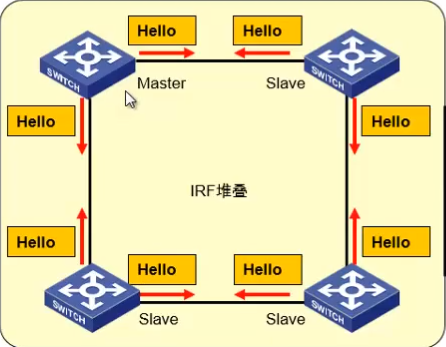 Hello
Hello
SWITCH
Master
Slave
SWITCH
Hello
Hello
IRF堆叠
Hello
Hello
SWITCH
Hello
Hello
SWITCH
Slave
Slave